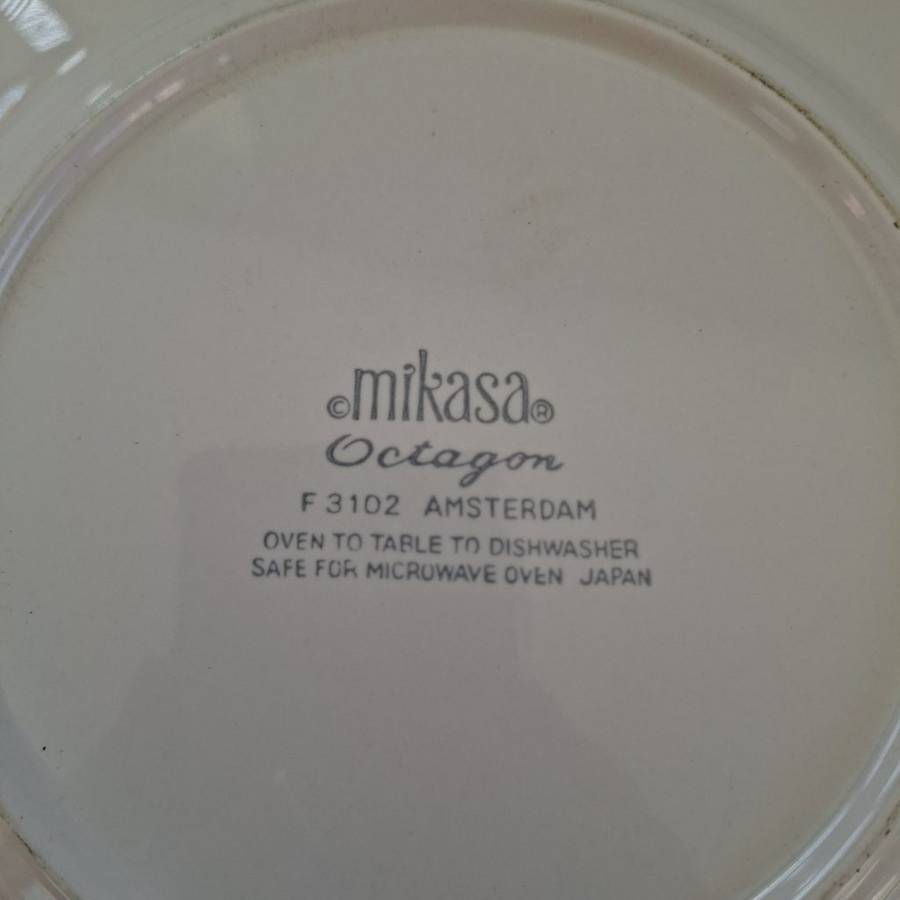 ©mikasa®
Octagon
F 3102 AMSTERDAM
OVEN TO TABLE TO DISHWASHER
SAFE FOR MICROWAVE OVEN JAPAN